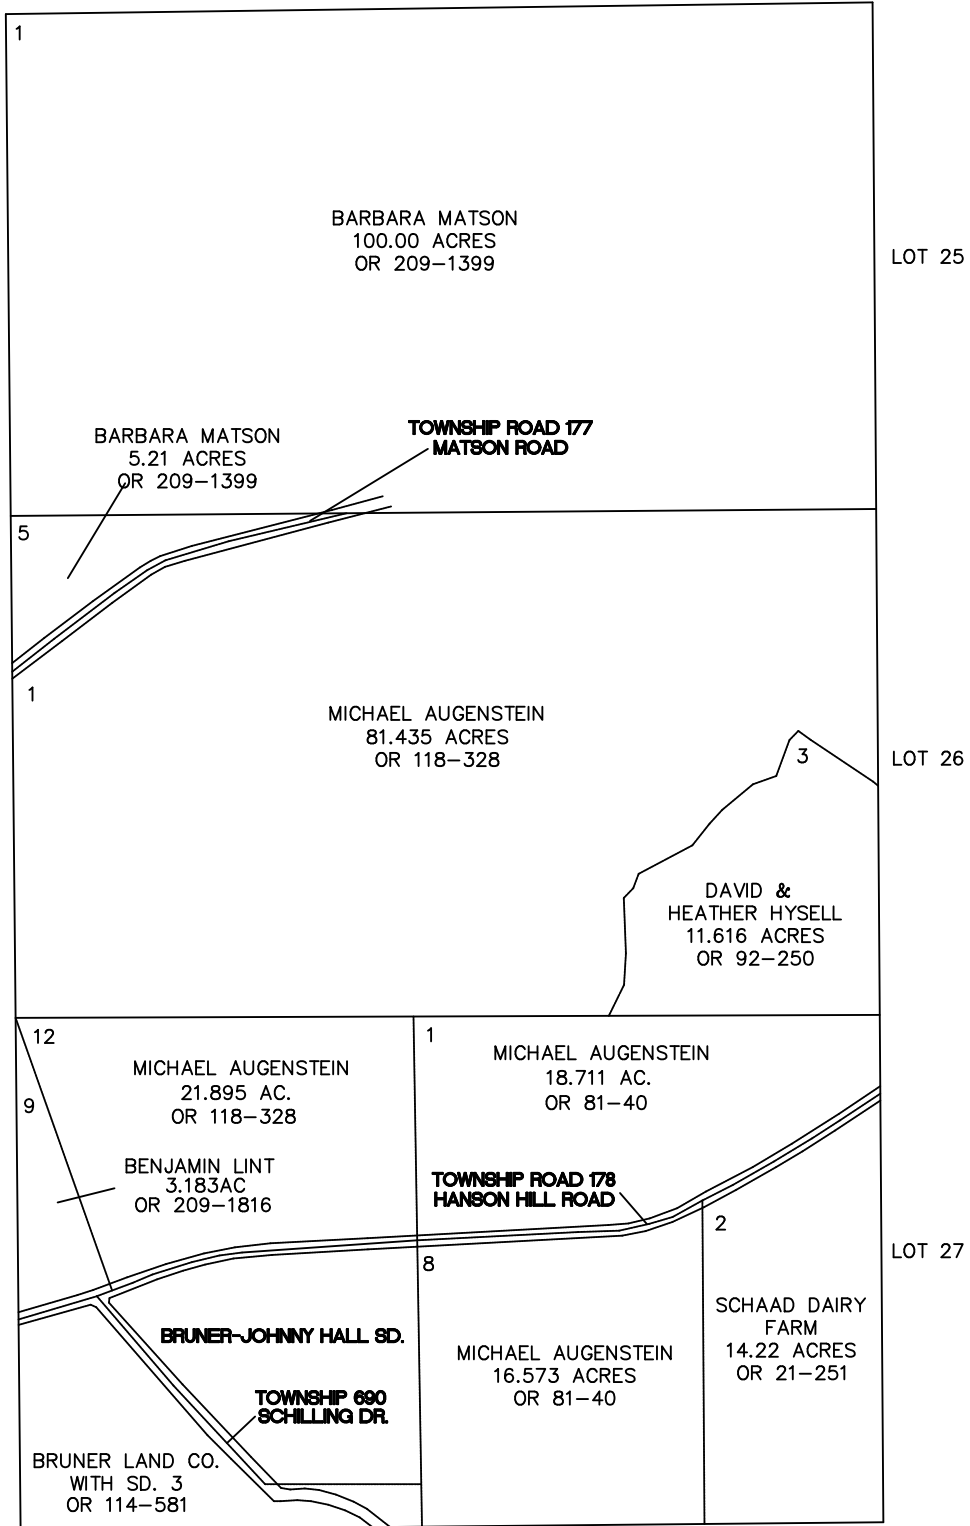 1
BARBARA MATSON
100.00 ACRES
OR 209-1399
LOT 25
BARBARA MATSON
5.21 ACRES
OR 209-1399
TOWNSHIP ROAD 177
MATSON ROAD
5
1
MICHAEL AUGENSTEIN
81.435 ACRES
OR 118-328
3
LOT 26
DAVID &
HEATHER HYSELL
11.616 ACRES
OR 92-250
12
MICHAEL AUGENSTEIN
21.895 AC.
OR 118-328
1
MICHAEL AUGENSTEIN
18.711 AC.
OR 81-40
9
BENJAMIN LINT
3.183AC
OR 209-1816
TOWNSHIP ROAD 178
HANSON HILL ROAD
2
LOT 27
8
BRUNER-JOHNNY HALL SD.
SCHAAD DAIRY
FARM
14.22 ACRES
OR 21-251
MICHAEL AUGENSTEIN
16.573 ACRES
OR 81-40
TOWNSHIP 690
SCHILLING DR.
BRUNER LAND CO.
WITH SD. 3
OR 114-581